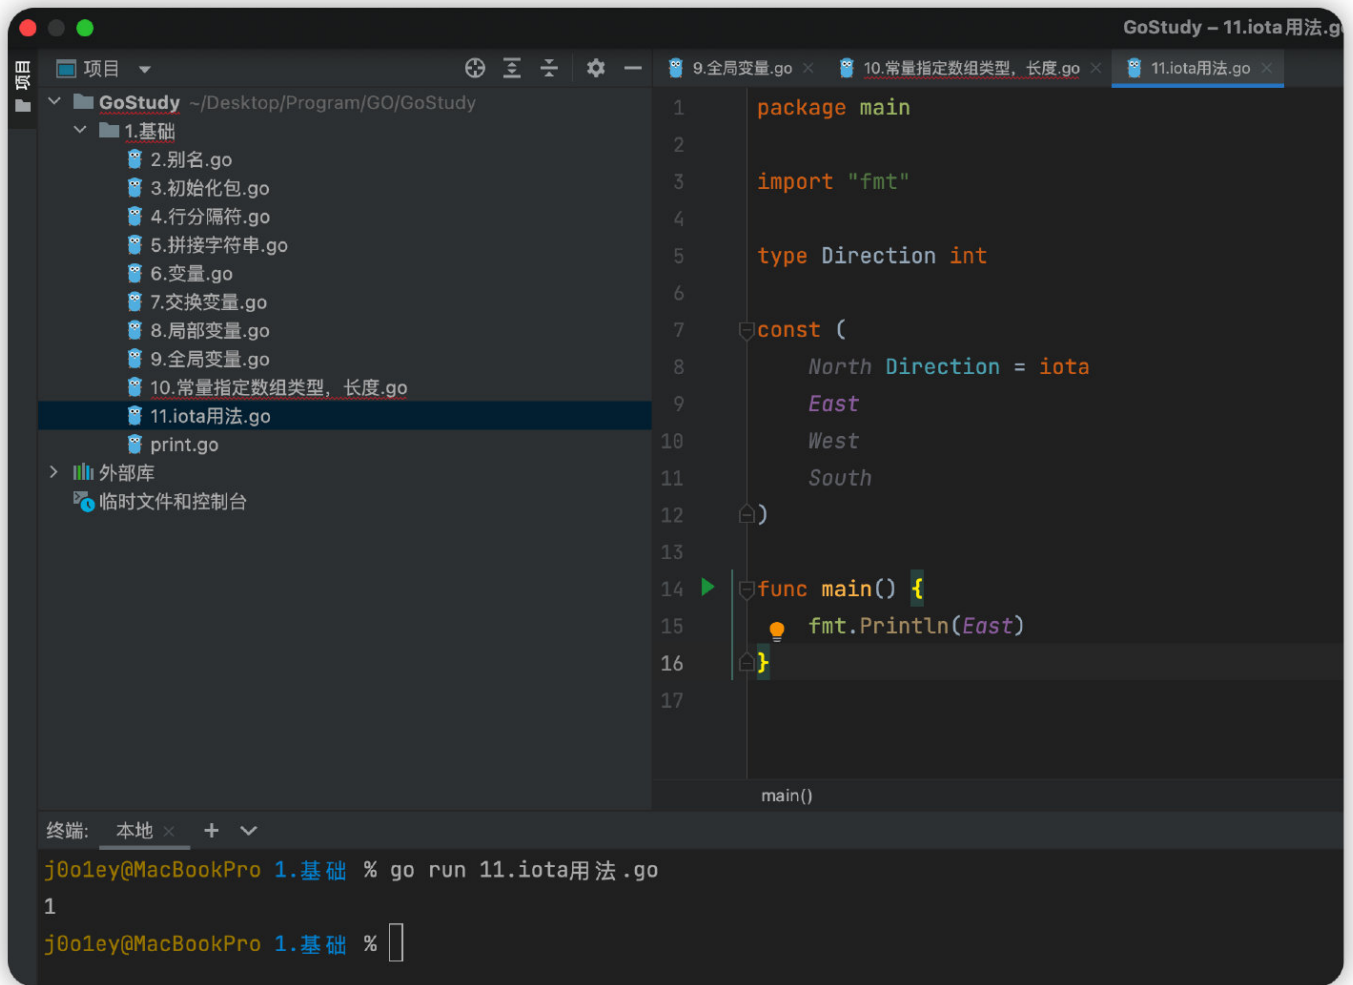 GoStudy – 11.iota用法.g
项目
项目
GoStudy ~/Desktop/Program/GO/GoStudy
1.基础
2.别名.go
3.初始化包.go
4.行分隔符.go
5.拼接字符串.go
6.变量.go
7.交换变量.go
8.局部变量.go
9.全局变量.go
10.常量指定数组类型，长度.go
11.iota用法.go
print.go
外部库
临时文件和控制台
9.全局变量.go × 10.常量指定数组类型，长度.go × 11.iota用法.go ×
1 package main
2
3 import "fmt"
4
5 type Direction int
6
7 const (
8 North Direction = iota
9 East
10 West
11 South
12 )
13
14 func main() {
15 fmt.Println(East)
16 }
17
main()
终端: 本地 × +
j0o1ey@MacBookPro 1.基础 % go run 11.iota用法.go
1
j0o1ey@MacBookPro 1.基础 %